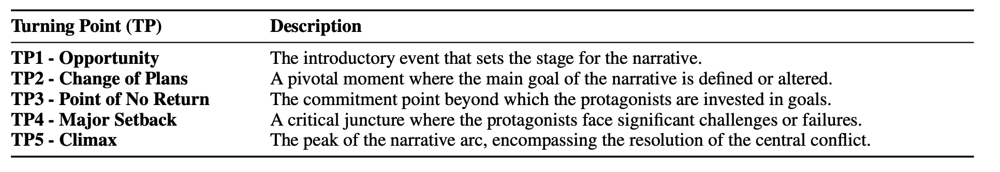 Turning Point (TP) Description
TP1 - Opportunity The introductory event that sets the stage for the narrative.
TP2 - Change of Plans A pivotal moment where the main goal of the narrative is defined or altered.
TP3 - Point of No Return The commitment point beyond which the protagonists are invested in goals.
TP4 - Major Setback A critical juncture where the protagonists face significant challenges or failures.
TP5 - Climax The peak of the narrative arc, encompassing the resolution of the central conflict.